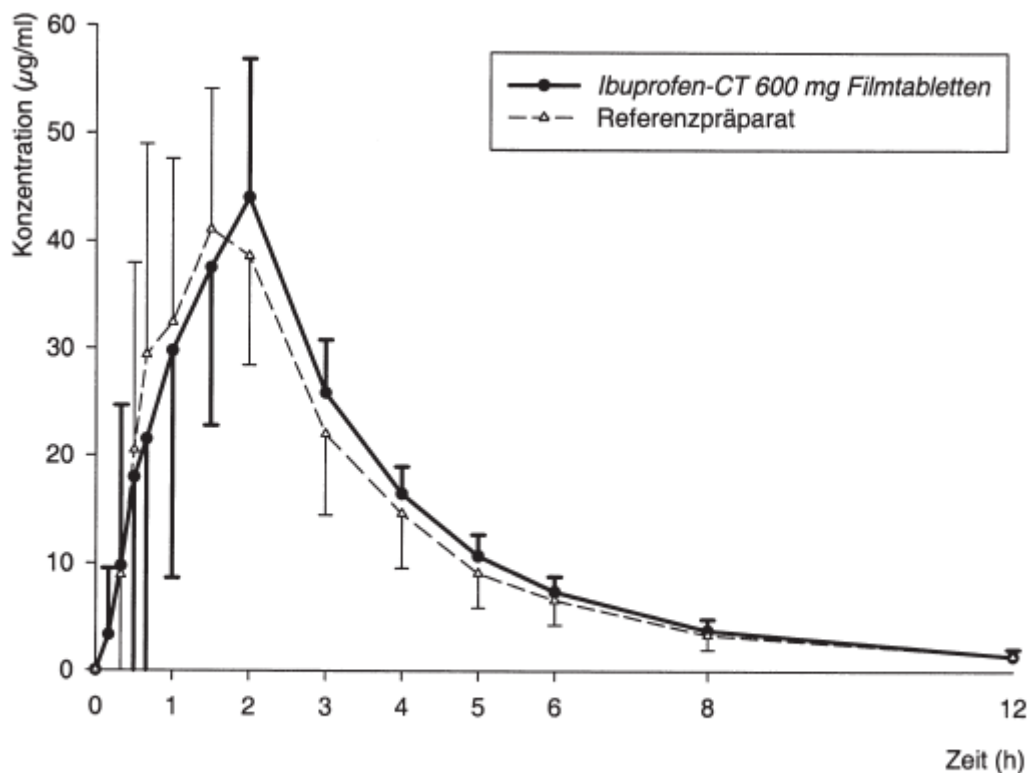 Konzentration (µg/ml)
60
50
40
30
20
10
0
Ibuprofen-CT 600 mg Filmtabletten
Referenzpräparat
0 1 2 3 4 5 6 8 12
Zeit (h)